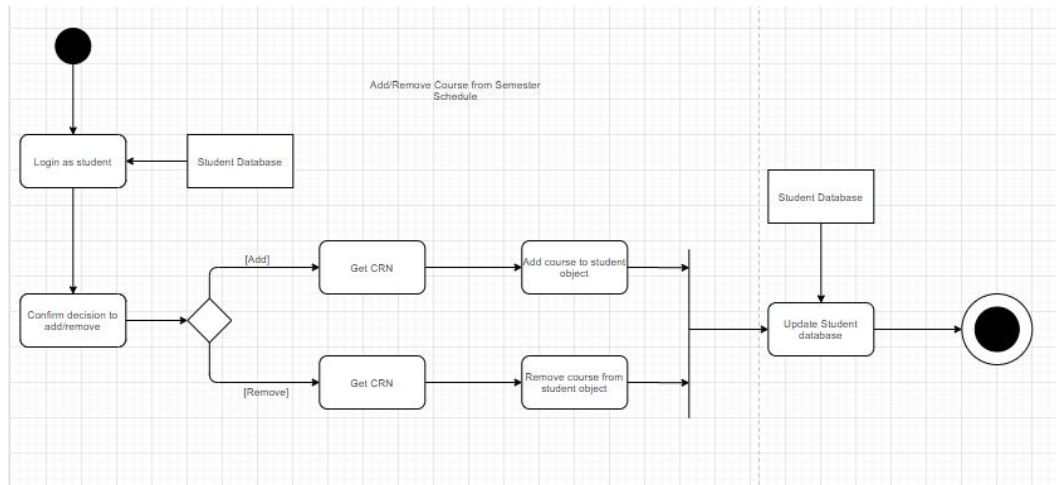 Add/Remove Course from Semester
Schedule
Login as student
Student Database
Student Database
[Add]
Get CRN
Add course to student
object
Confirm decision to
add/remove
Update Student
database
[Remove]
Get CRN
Remove course from
student object